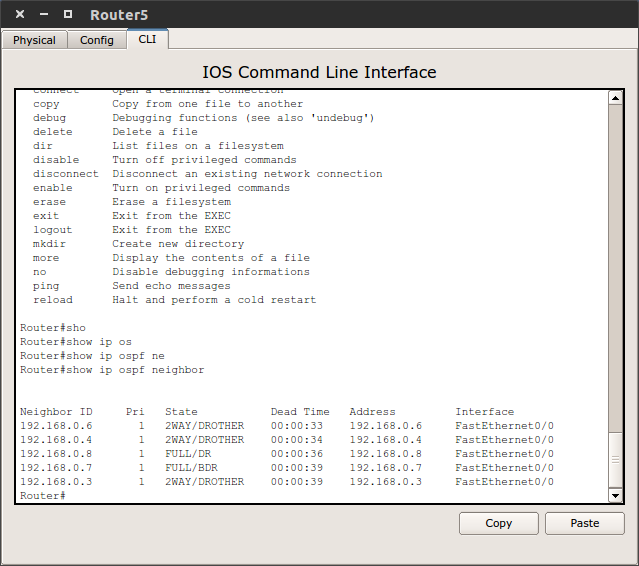 Router5
Physical Config CLI
IOS Command Line Interface
connect Open a terminal connection
copy Copy from one file to another
debug Debugging functions (see also 'undebug')
delete Delete a file
dir List files on a filesystem
disable Turn off privileged commands
disconnect Disconnect an existing network connection
enable Turn on privileged commands
erase Erase a filesystem
exit Exit from the EXEC
logout Exit from the EXEC
mkdir Create new directory
more Display the contents of a file
no Disable debugging informations
ping Send echo messages
reload Halt and perform a cold restart
Router#sho
Router#show ip os
Router#show ip ospf ne
Router#show ip ospf neighbor
Neighbor ID Pri State Dead Time Address Interface
192.168.0.6 1 2WAY/DROTHER 00:00:33 192.168.0.6 FastEthernet0/0
192.168.0.4 1 2WAY/DROTHER 00:00:34 192.168.0.4 FastEthernet0/0
192.168.0.8 1 FULL/DR 00:00:36 192.168.0.8 FastEthernet0/0
192.168.0.7 1 FULL/BDR 00:00:39 192.168.0.7 FastEthernet0/0
192.168.0.3 1 2WAY/DROTHER 00:00:39 192.168.0.3 FastEthernet0/0
Router#
Copy Paste